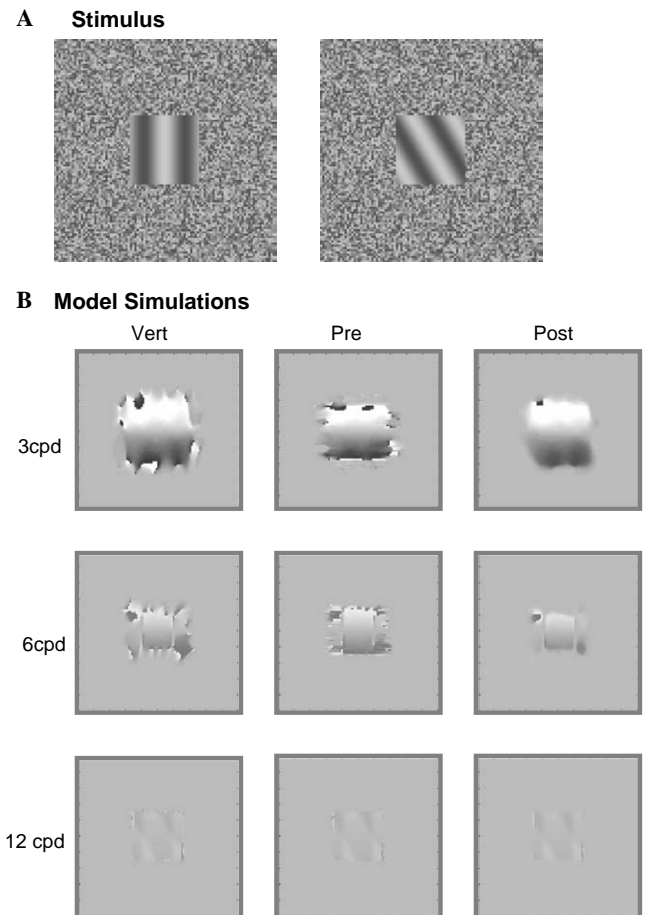 A Stimulus
B Model Simulations
Vert Pre Post
3cpd
6cpd
12 cpd